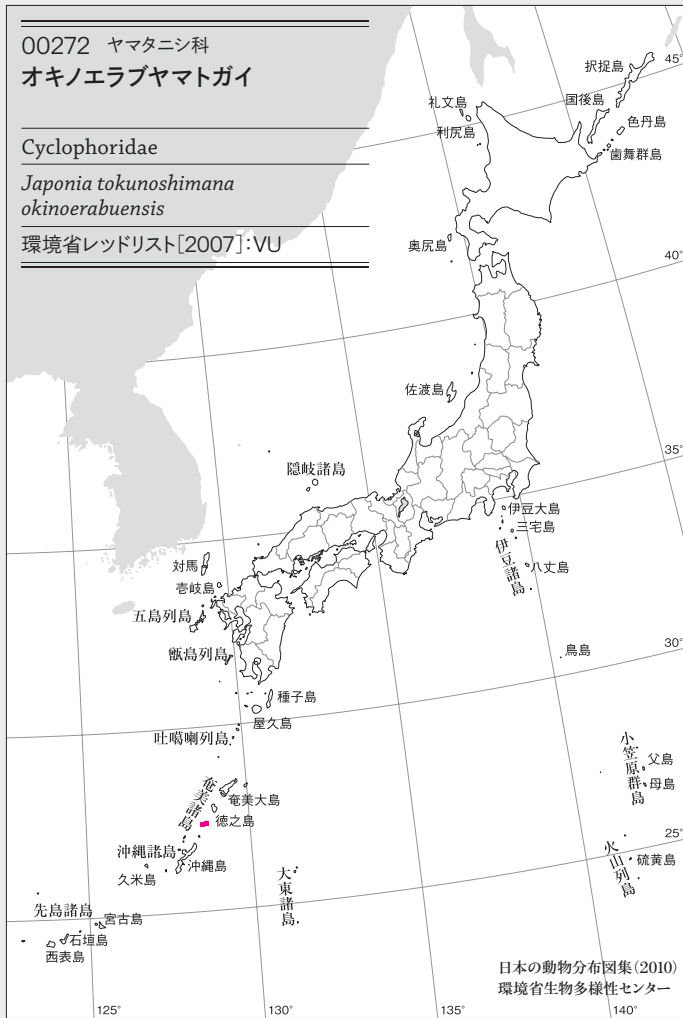 00272 ヤマタニシ科
オキノエラブヤマトガイ
Cyclophoridae
Japonia tokunoshimana
okinoerabuensis
環境省レッドリスト[2007]:VU
45°
択捉島
国後島
礼文島
色丹島
利尻島
歯舞群島
奥尻島
40°
佐渡島
35°
隠岐諸島
伊豆大島
三宅島
伊豆諸島
八丈島
対馬
壱岐島
五島列島
甑島列島
鳥島
30°
種子島
屋久島
吐噶喇列島
小笠原群島
父島
母島
奄美諸島
奄美大島
徳之島
25°
沖縄諸島
沖縄島
久米島
大東諸島
火山列島
硫黄島
先島諸島
宮古島
石垣島
西表島
日本の動物分布図集(2010)
環境省生物多様性センター
125°
130°
135°
140°